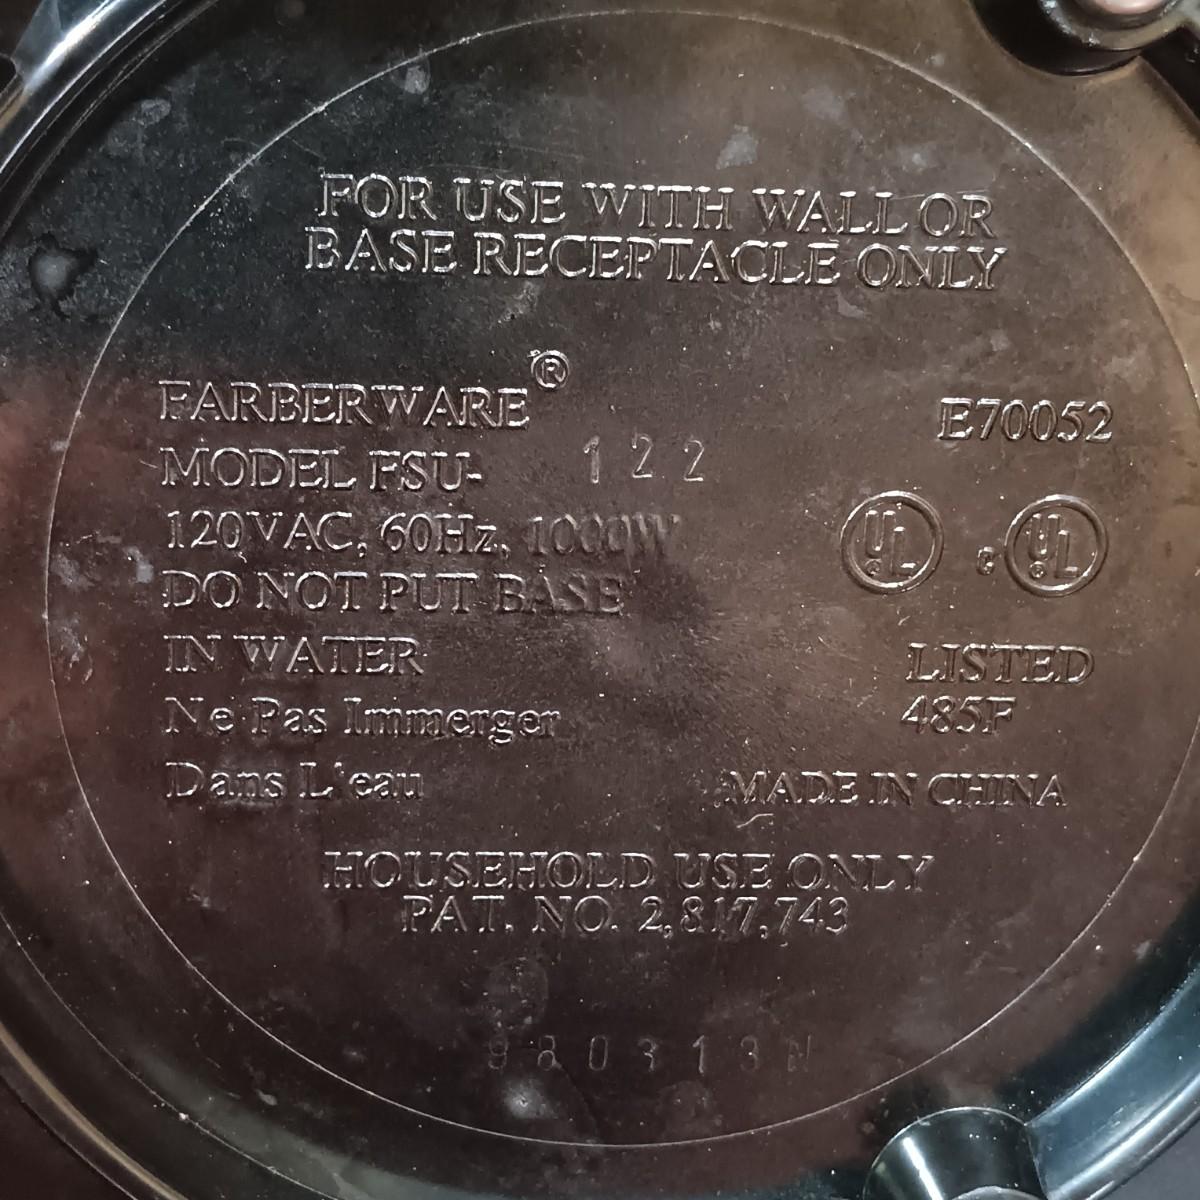 FOR USE WITH WALL OR
BASE RECEPTACLE ONLY
FARBERWARE®
MODEL FSU- 122
120VAC, 60Hz, 1000W
DO NOT PUT BASE
IN WATER
Ne Pas Immerger
Dans L'eau
E70052
UL c UL
LISTED
485F
MADE IN CHINA
HOUSEHOLD USE ONLY
PAT. NO. 2,817,743
980313N